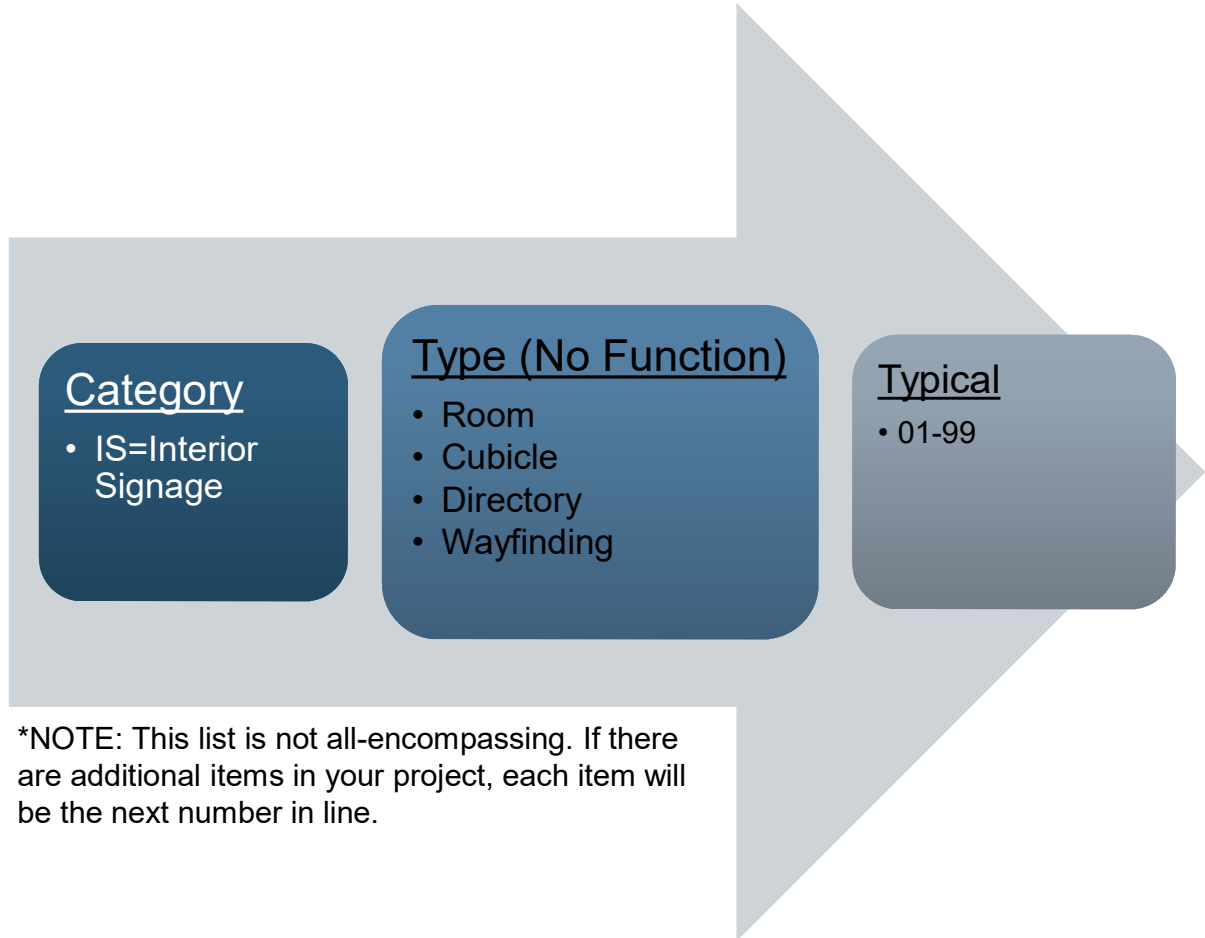 Category
• IS=Interior
Signage
Type (No Function)
• Room
• Cubicle
• Directory
• Wayfinding
Typical
• 01-99
*NOTE: This list is not all-encompassing. If there
are additional items in your project, each item will
be the next number in line.